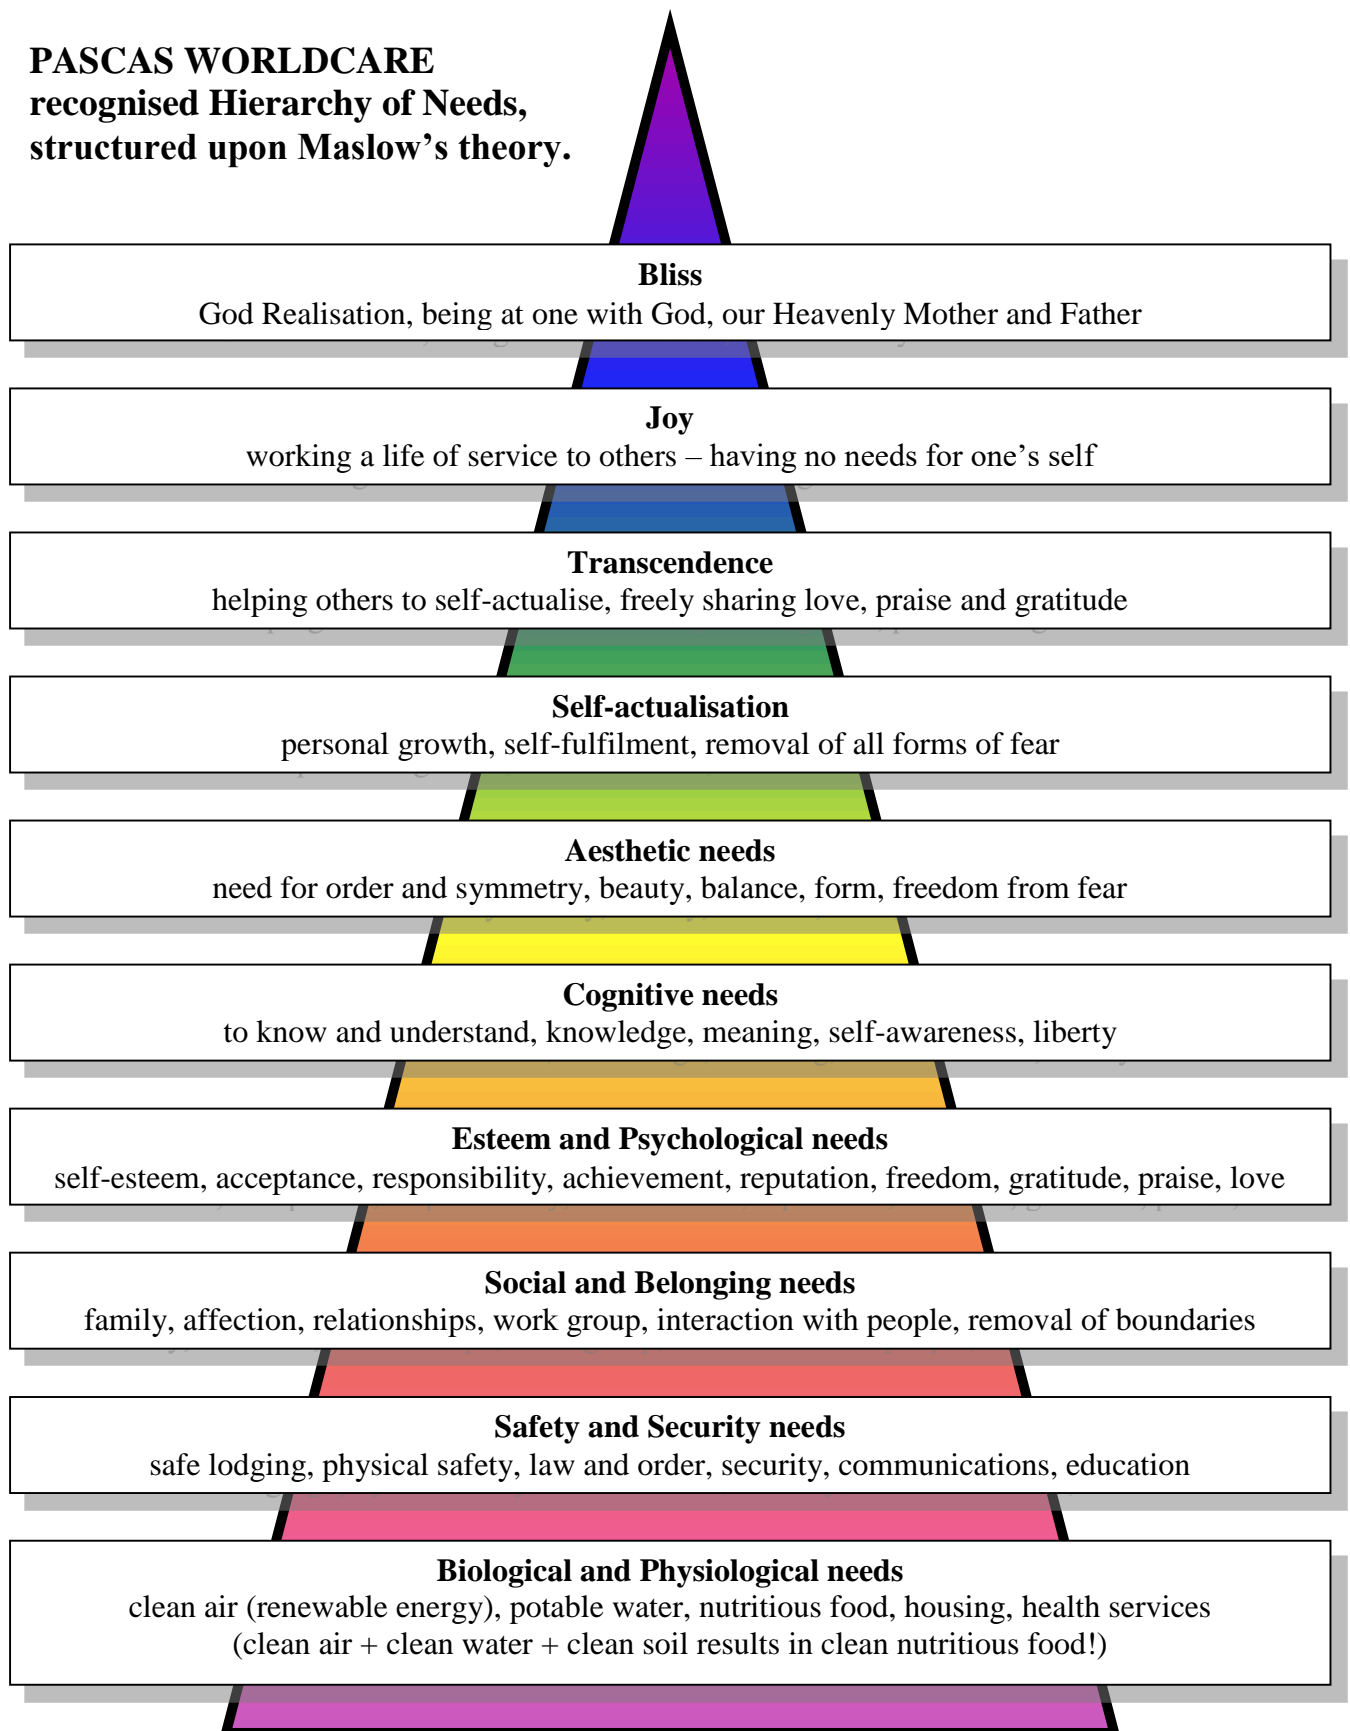 PASCAS WORLDCARE
recognised Hierarchy of Needs,
structured upon Maslow’s theory.
Bliss
God Realisation, being at one with God, our Heavenly Mother and Father
Joy
working a life of service to others – having no needs for one’s self
Transcendence
helping others to self-actualise, freely sharing love, praise and gratitude
Self-actualisation
personal growth, self-fulfilment, removal of all forms of fear
Aesthetic needs
need for order and symmetry, beauty, balance, form, freedom from fear
Cognitive needs
to know and understand, knowledge, meaning, self-awareness, liberty
Esteem and Psychological needs
self-esteem, acceptance, responsibility, achievement, reputation, freedom, gratitude, praise, love
Social and Belonging needs
family, affection, relationships, work group, interaction with people, removal of boundaries
Safety and Security needs
safe lodging, physical safety, law and order, security, communications, education
Biological and Physiological needs
clean air (renewable energy), potable water, nutritious food, housing, health services
(clean air + clean water + clean soil results in clean nutritious food!)